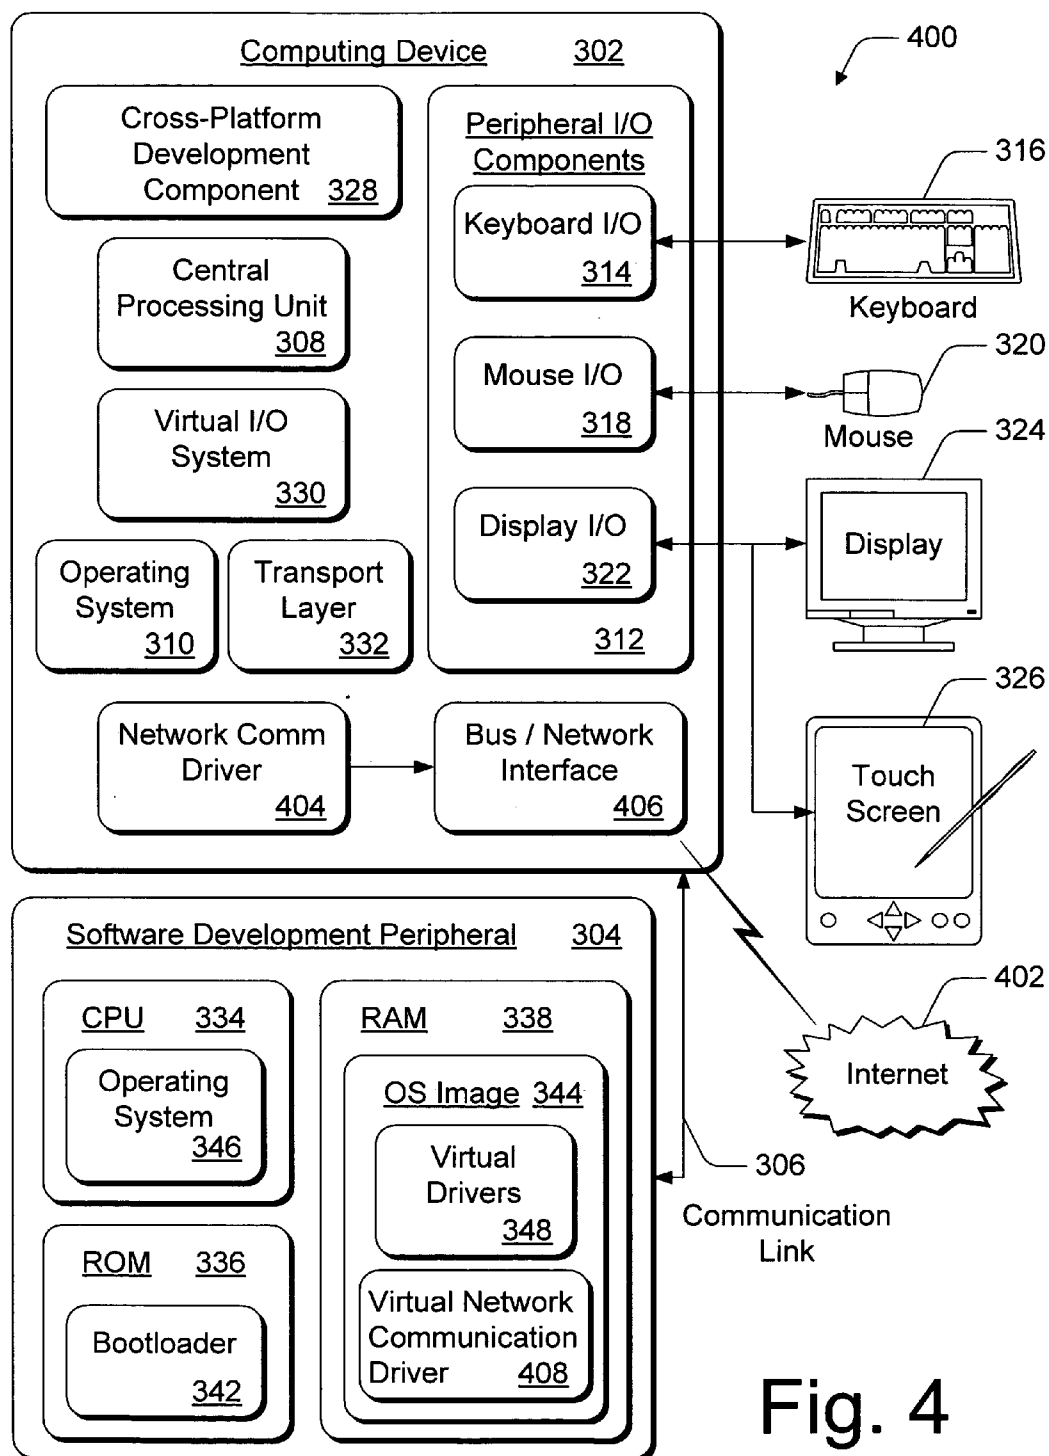 Computing Device 302
400
Cross-Platform
Development
Component 328
Central
Processing Unit
308
Virtual I/O
System
330
Operating
System
310
Transport
Layer
332
Peripheral I/O
Components
Keyboard I/O
314
Mouse I/O
318
Display I/O
322
312
316
Keyboard
320
Mouse
324
Display
326
Touch
Screen
Network Comm
Driver
404
Bus / Network
Interface
406
402
Internet
Software Development Peripheral 304
CPU 334
Operating
System
346
ROM 336
Bootloader
342
RAM 338
OS Image 344
Virtual
Drivers
348
Virtual Network
Communication
Driver 408
306
Communication
Link
Fig. 4